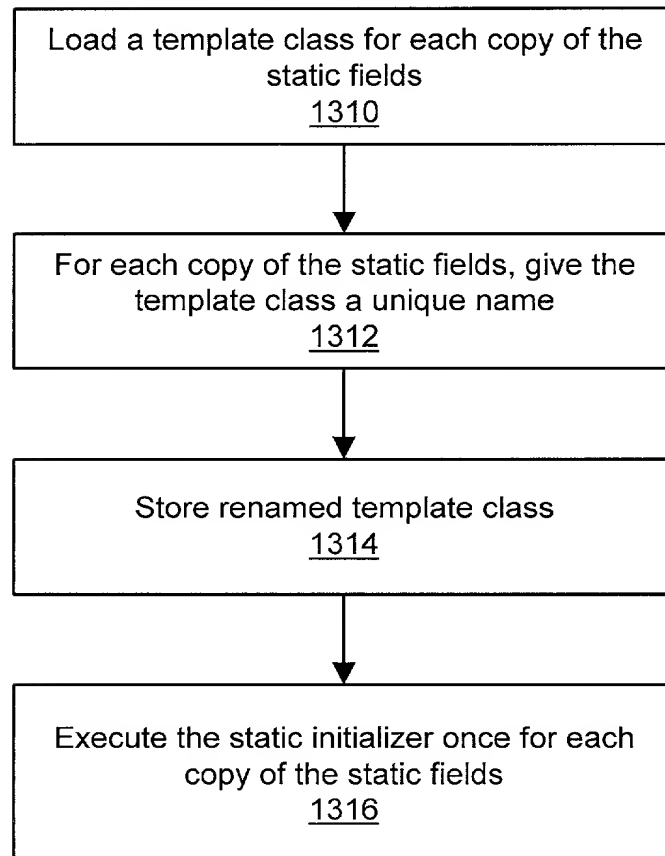 Load a template class for each copy of the
static fields
1310
For each copy of the static fields, give the
template class a unique name
1312
Store renamed template class
1314
Execute the static initializer once for each
copy of the static fields
1316